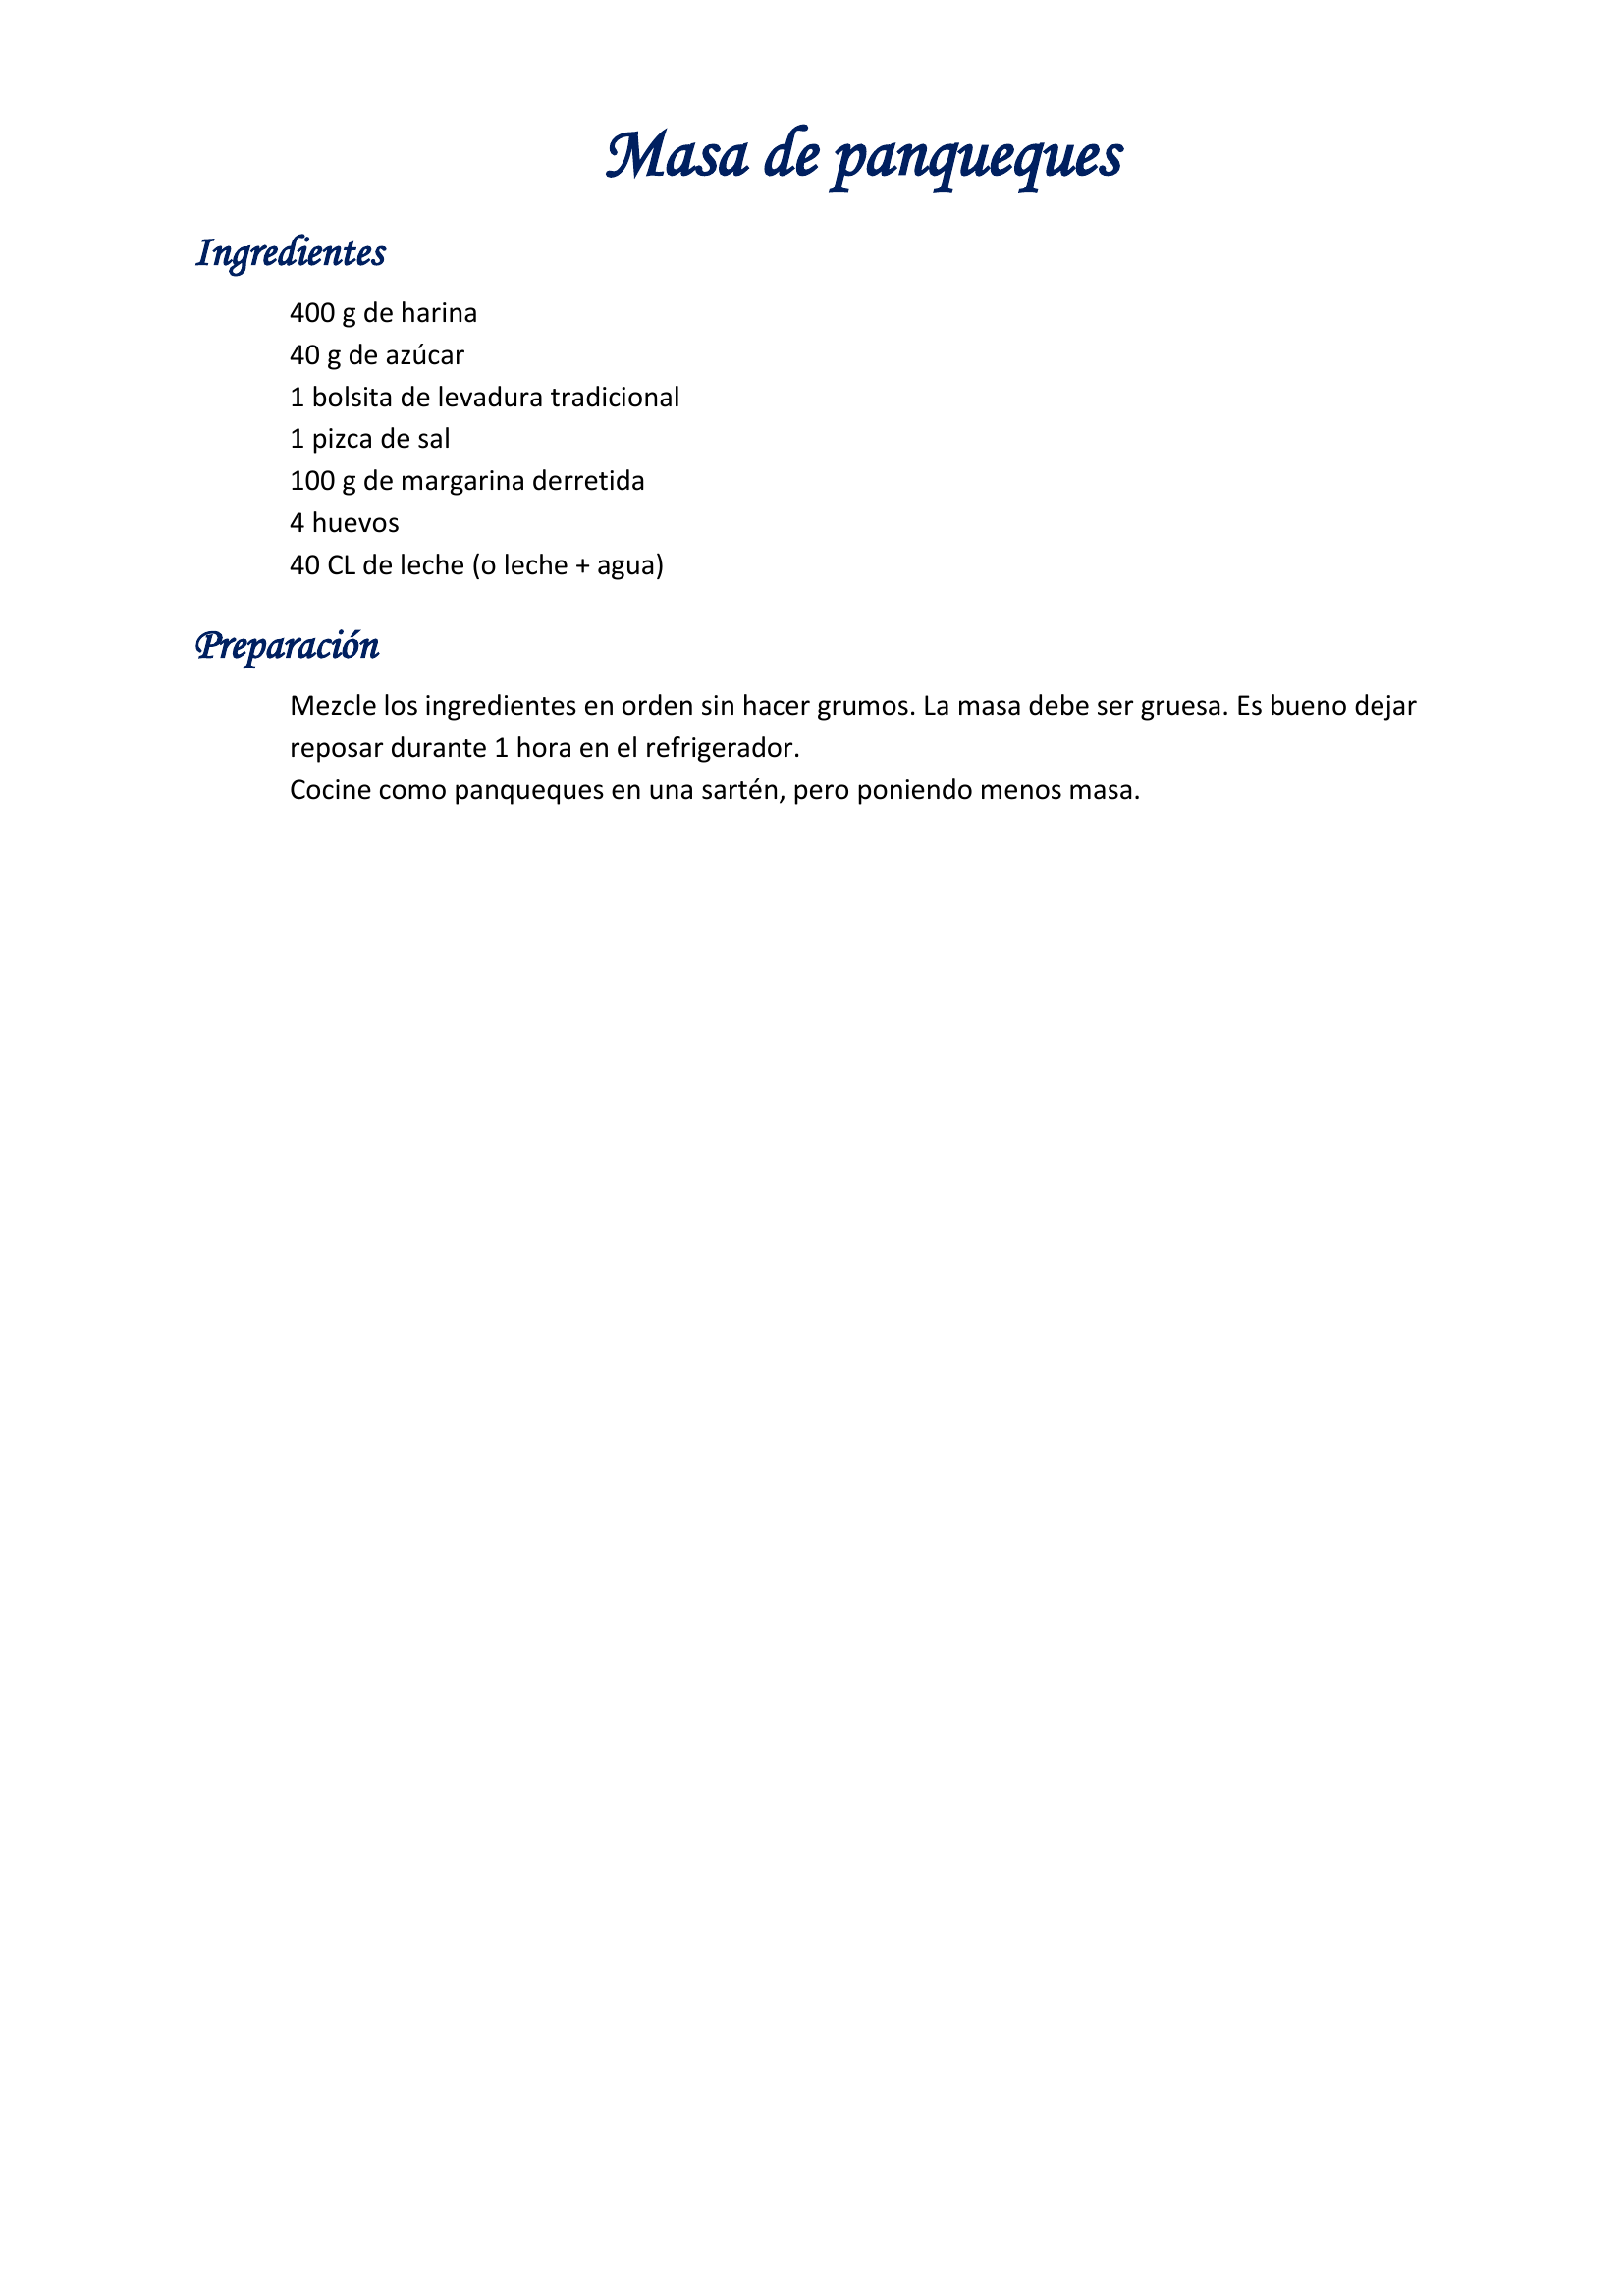 Masa de panqueques
Ingredientes
400 g de harina
40 g de azúcar
1 bolsita de levadura tradicional
1 pizca de sal
100 g de margarina derretida
4 huevos
40 CL de leche (o leche + agua)
Preparación
Mezcle los ingredientes en orden sin hacer grumos. La masa debe ser gruesa. Es bueno dejar
reposar durante 1 hora en el refrigerador.
Cocine como panqueques en una sartén, pero poniendo menos masa.